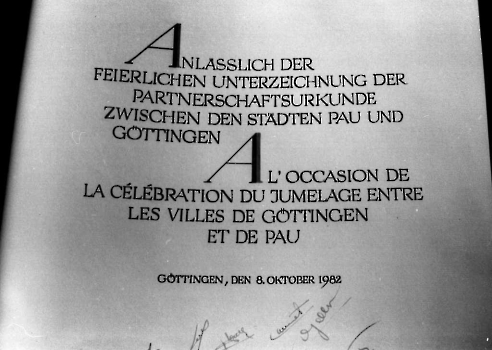 ANLASSLICH DER
FEIERLICHEN UNTERZEICHNUNG DER
PARTNERSCHAFTSURKUNDE
ZWISCHEN DEN STÄDTEN PAU UND
GÖTTINGEN
A L'OCCASION DE
LA CÉLÉBRATION DU JUMELAGE ENTRE
LES VILLES DE GÖTTINGEN
ET DE PAU
GÖTTINGEN, DEN 8. OKTOBER 1982